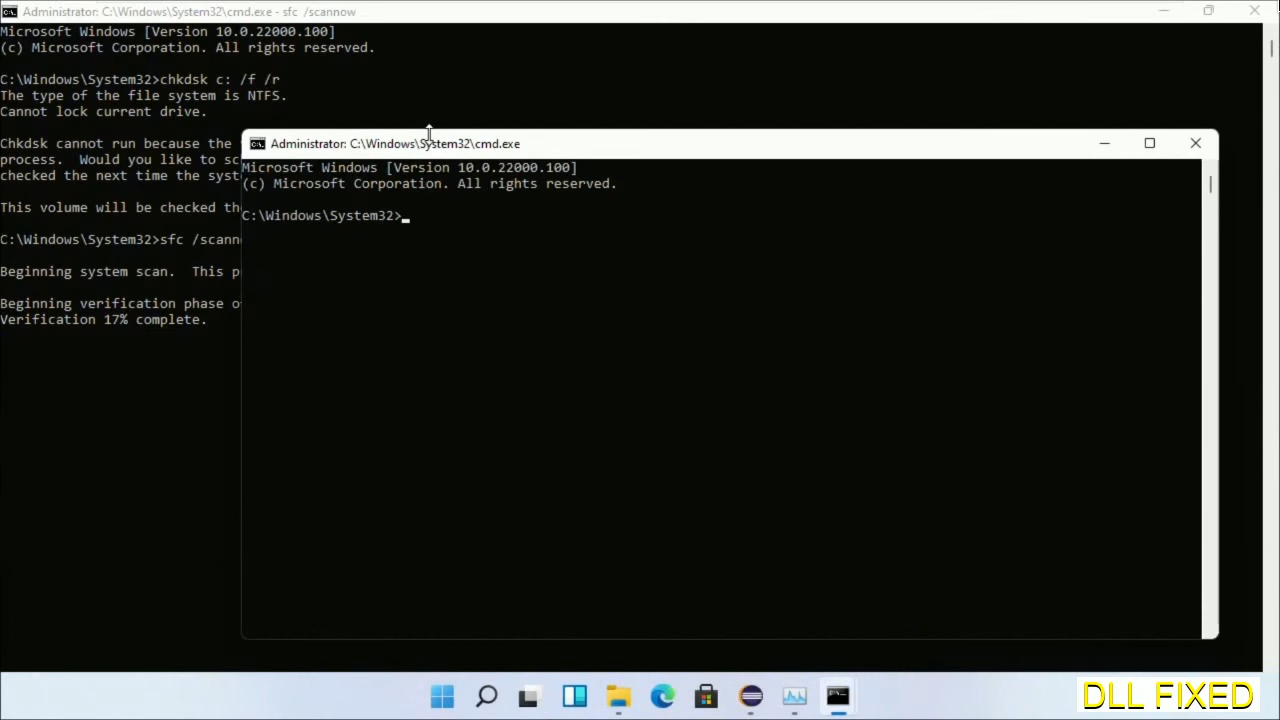 Administrator: C:\Windows\System32\cmd.exe - sfc /scannow
Microsoft Windows [Version 10.0.22000.100]
(c) Microsoft Corporation. All rights reserved.
C:\Windows\System32>chkdsk c: /f /r
The type of the file system is NTFS.
Cannot lock current drive.
Chkdsk cannot run because the
process.  Would you like to sc
checked the next time the syst
This volume will be checked th
C:\Windows\System32>sfc /scann
Beginning system scan.  This p
Beginning verification phase o
Verification 17% complete.
Administrator: C:\Windows\System32\cmd.exe
Microsoft Windows [Version 10.0.22000.100]
(c) Microsoft Corporation. All rights reserved.
C:\Windows\System32>
DLL FIXED